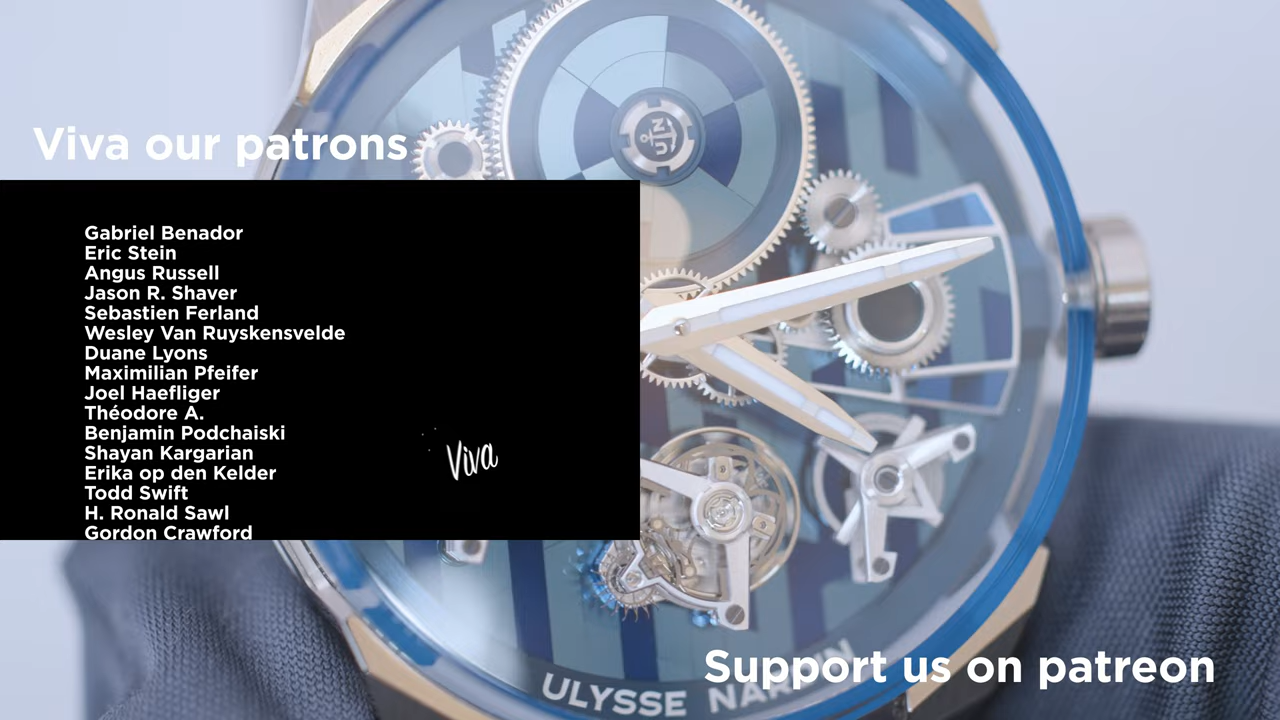 Viva our patrons
Gabriel Benador
Eric Stein
Angus Russell
Jason R. Shaver
Sebastien Ferland
Wesley Van Ruyskensvelde
Duane Lyons
Maximilian Pfeifer
Joel Haefliger
Théodore A.
Benjamin Podchaiski
Shayan Kargarian
Erika op den Kelder
Todd Swift
H. Ronald Sawl
Gordon Crawford
Viva
UN
Support us on patreon
ULYSSE NARDIN